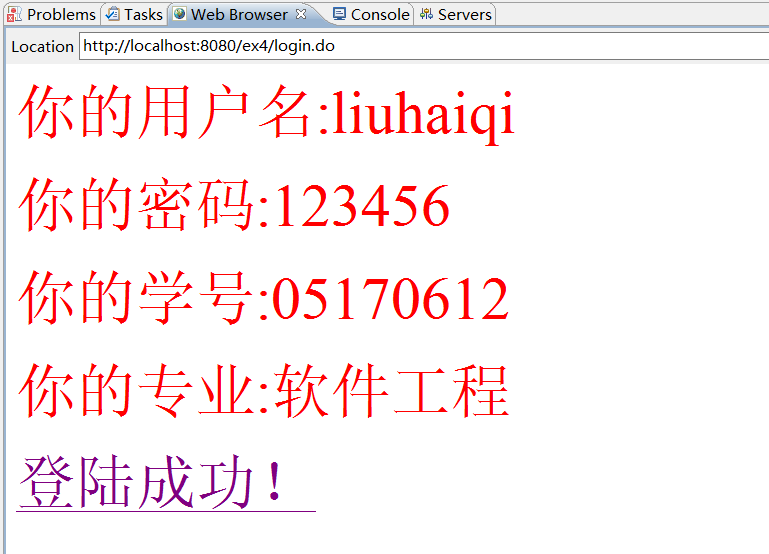 Problems Tasks Web Browser Console Servers
Location http://localhost:8080/ex4/login.do
你的用户名:liuhaiqi
你的密码:123456
你的学号:05170612
你的专业:软件工程
登陆成功！